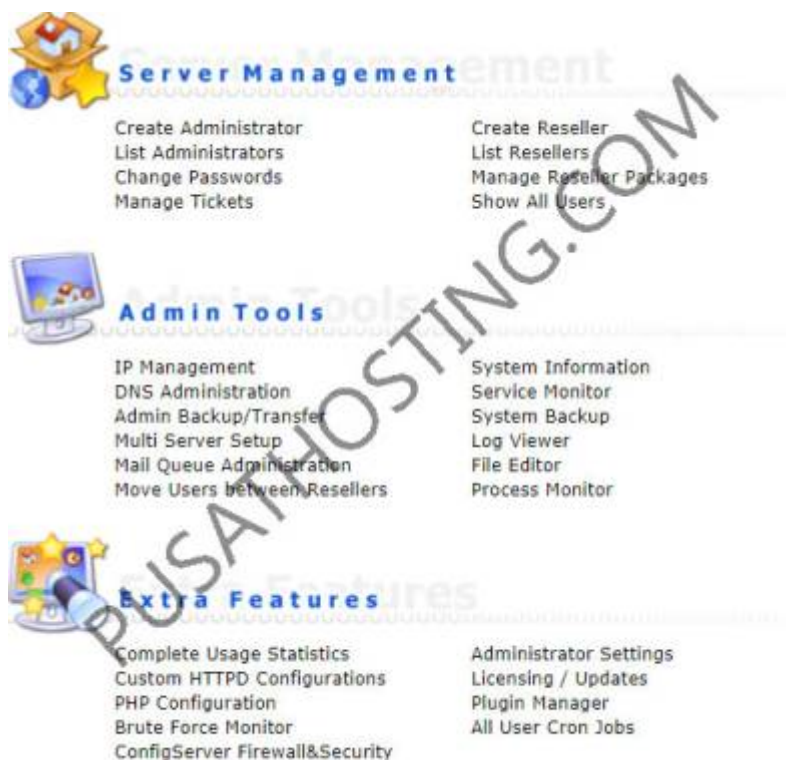 Server Management
Create Administrator
List Administrators
Change Passwords
Manage Tickets
Create Reseller
List Resellers
Manage Reseller Packages
Show All Users
Admin Tools
IP Management
DNS Administration
Admin Backup/Transfer
Multi Server Setup
Mail Queue Administration
Move Users between Resellers
System Information
Service Monitor
System Backup
Log Viewer
File Editor
Process Monitor
Extra Features
Complete Usage Statistics
Custom HTTPD Configurations
PHP Configuration
Brute Force Monitor
ConfigServer Firewall&Security
Administrator Settings
Licensing / Updates
Plugin Manager
All User Cron Jobs
PUSATHOSTING.COM